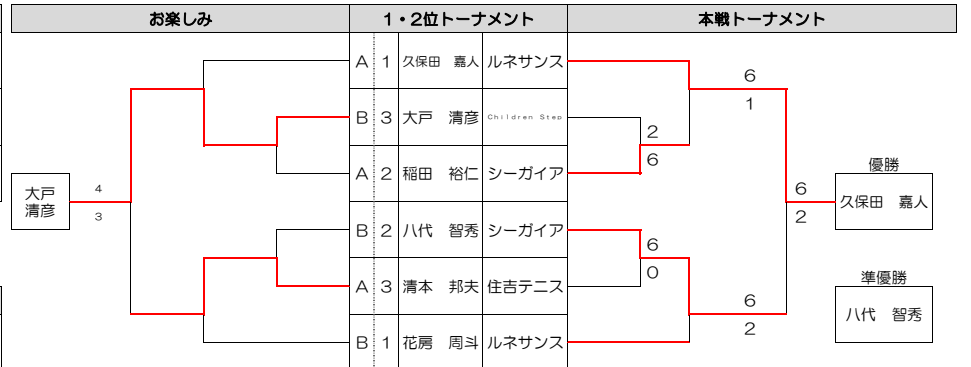 お楽しみ 1・2位トーナメント 本戦トーナメント
A 1 久保田 嘉人 ルネサンス
6
1
B 3 大戸 清彦 Children Step
2
6
A 2 稲田 裕仁 シーガイア
大戸
清彦
4
3
6
2
優勝
久保田 嘉人
B 2 八代 智秀 シーガイア
6
0
A 3 清本 邦夫 住吉テニス
準優勝
八代 智秀
6
2
B 1 花房 周斗 ルネサンス